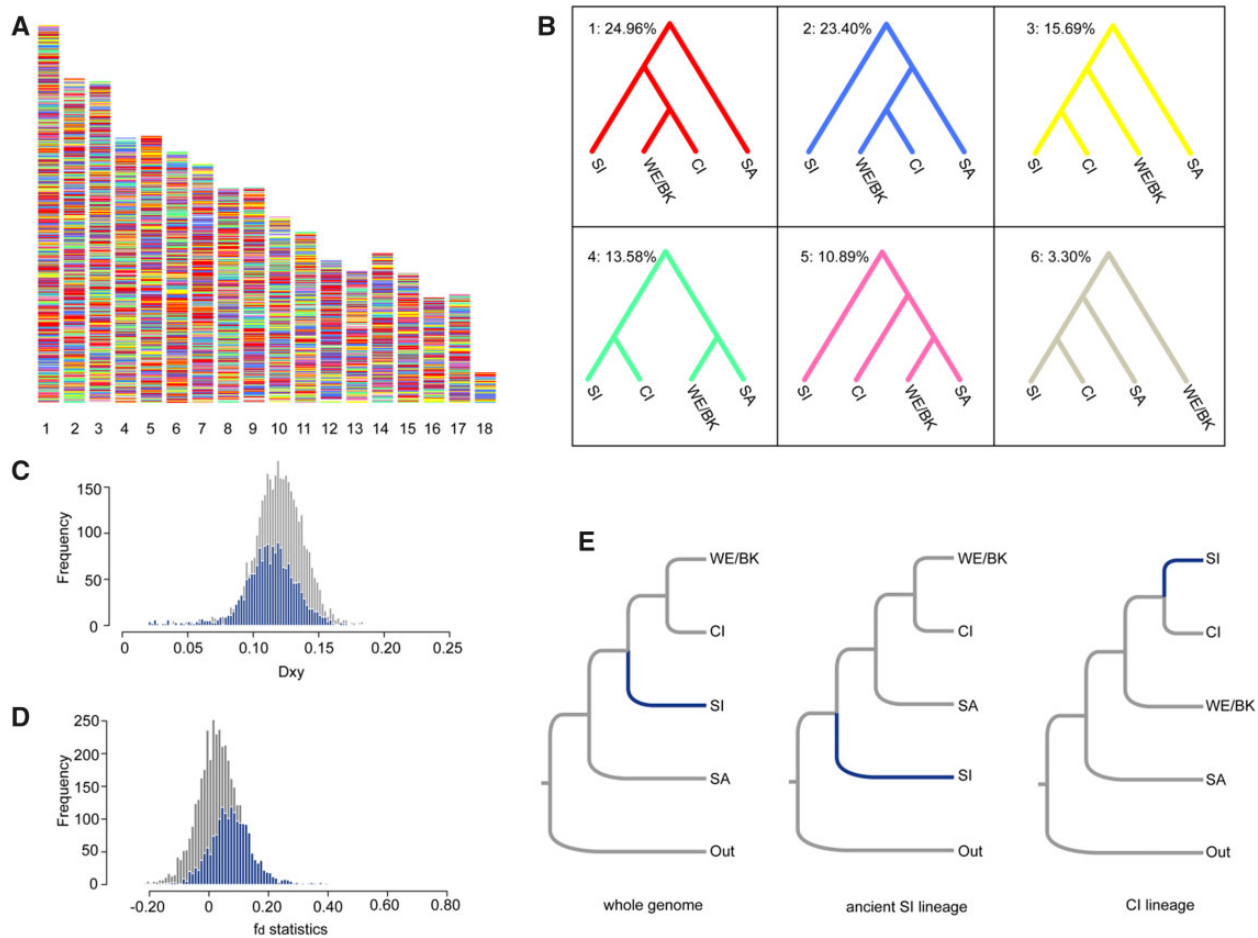 A
1 2 3 4 5 6 7 8 9 10 11 12 13 14 15 16 17 18
B
1: 24.96%
SI WE/BK CI SA
2: 23.40%
SI WE/BK CI SA
3: 15.69%
SI CI WE/BK SA
4: 13.58%
SI CI WE/BK SA
5: 10.89%
SI CI WE/BK SA
6: 3.30%
SI CI SA WE/BK
C
Frequency
150
100
50
0
0 0.05 0.10 0.15 0.20 0.25
Dxy
D
Frequency
250
200
150
100
50
0
-0.20 0 0.20 0.40 0.60 0.80
fd statistics
E
WE/BK
CI
SI
SA
Out
whole genome
WE/BK
CI
SA
SI
Out
ancient SI lineage
SI
CI
WE/BK
SA
Out
CI lineage